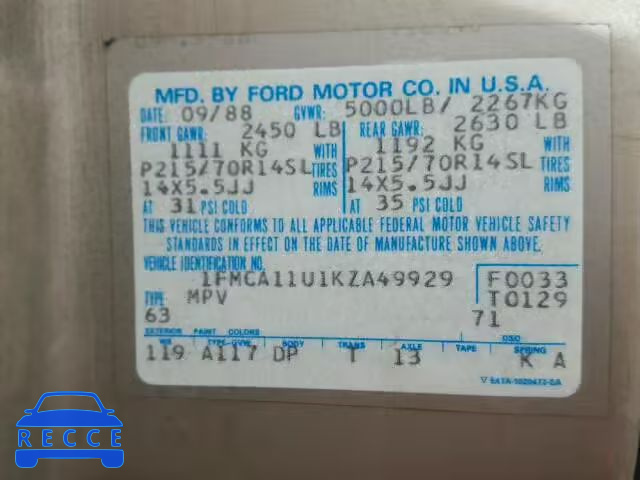 MFD. BY FORD MOTOR CO. IN U.S.A.
DATE: 09/88 GVWR: 5000LB/ 2267KG
FRONT GAWR: 2450 LB REAR GAWR: 2630 LB
1111 KG WITH 1192 KG WITH
P215/70R14SL TIRES P215/70R14SL TIRES
14X5.5JJ RIMS 14X5.5JJ RIMS
AT 31 PSI COLD AT 35 PSI COLD
THIS VEHICLE CONFORMS TO ALL APPLICABLE FEDERAL MOTOR VEHICLE SAFETY
STANDARDS IN EFFECT ON THE DATE OF MANUFACTURE SHOWN ABOVE.
VEHICLE IDENTIFICATION NO.
1FMCA11U1KZA49929 F0033
TYPE MPV T0129
63 71
EXTERIOR PAINT COLORS DSO
WB TYPE-GVW BODY TRANS AXLE TAPE SPRING
119 A117 DP T 13 K A